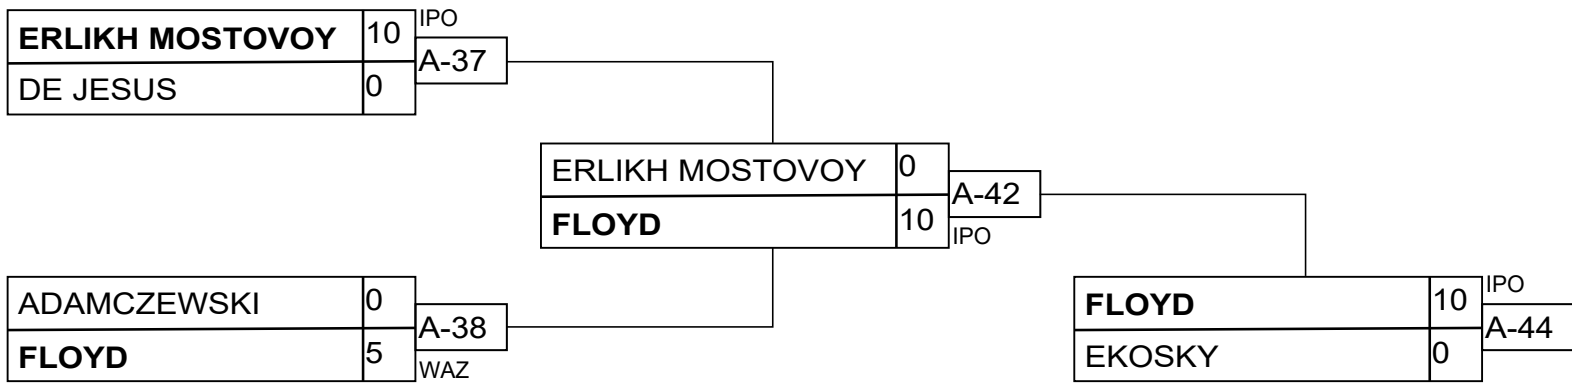 IPO
ERLIKH MOSTOVOY 10
A-37
DE JESUS 0
ERLIKH MOSTOVOY 0
A-42
FLOYD 10
IPO
ADAMCZEWSKI 0
A-38
FLOYD 5
WAZ
IPO
FLOYD 10
A-44
EKOSKY 0